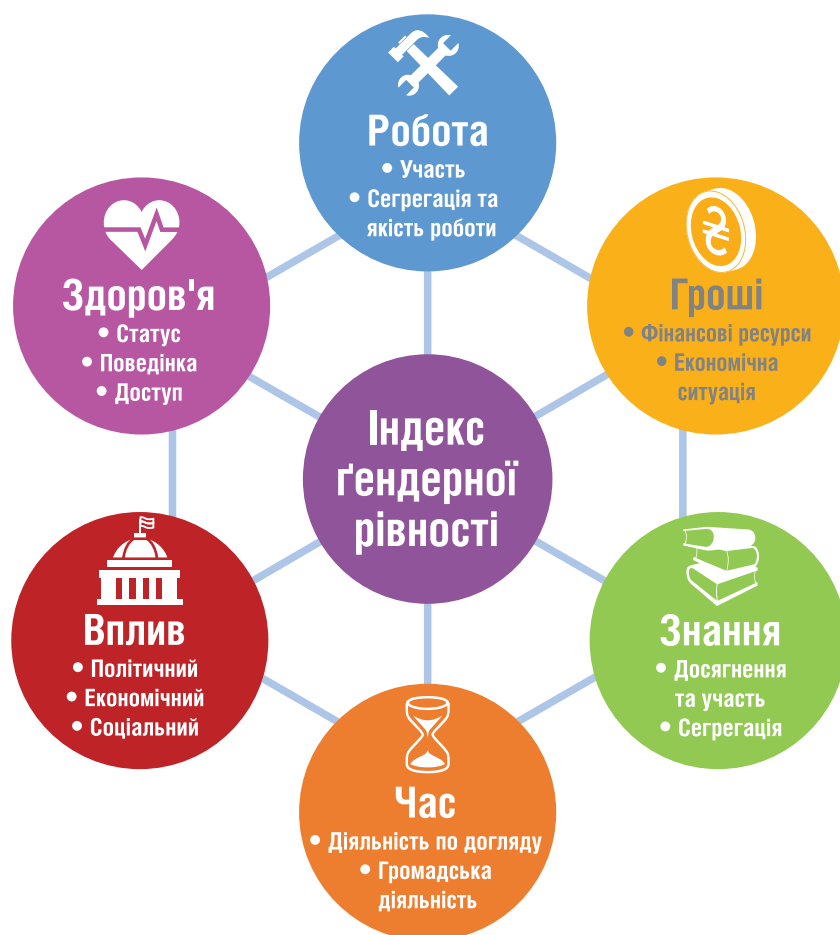 Робота
• Участь
• Сегрегація та
якість роботи
Здоров'я
• Статус
• Поведінка
• Доступ
Гроші
• Фінансові ресурси
• Економічна
ситуація
Індекс
ґендерної
рівності
Вплив
• Політичний
• Економічний
• Соціальний
Знання
• Досягнення
та участь
• Сегрегація
Час
• Діяльність по догляду
• Громадська
діяльність